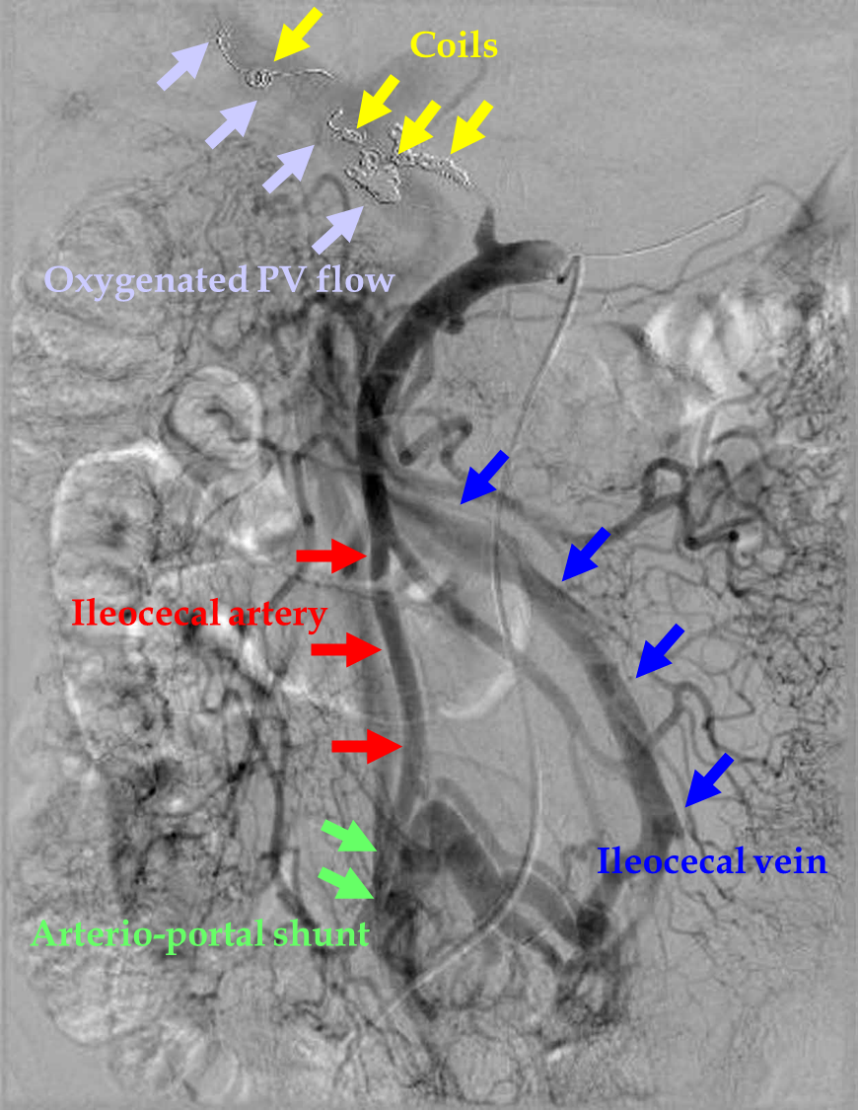 Coils
Oxygenated PV flow
Ileocecal artery
Ileocecal vein
Arterio-portal shunt